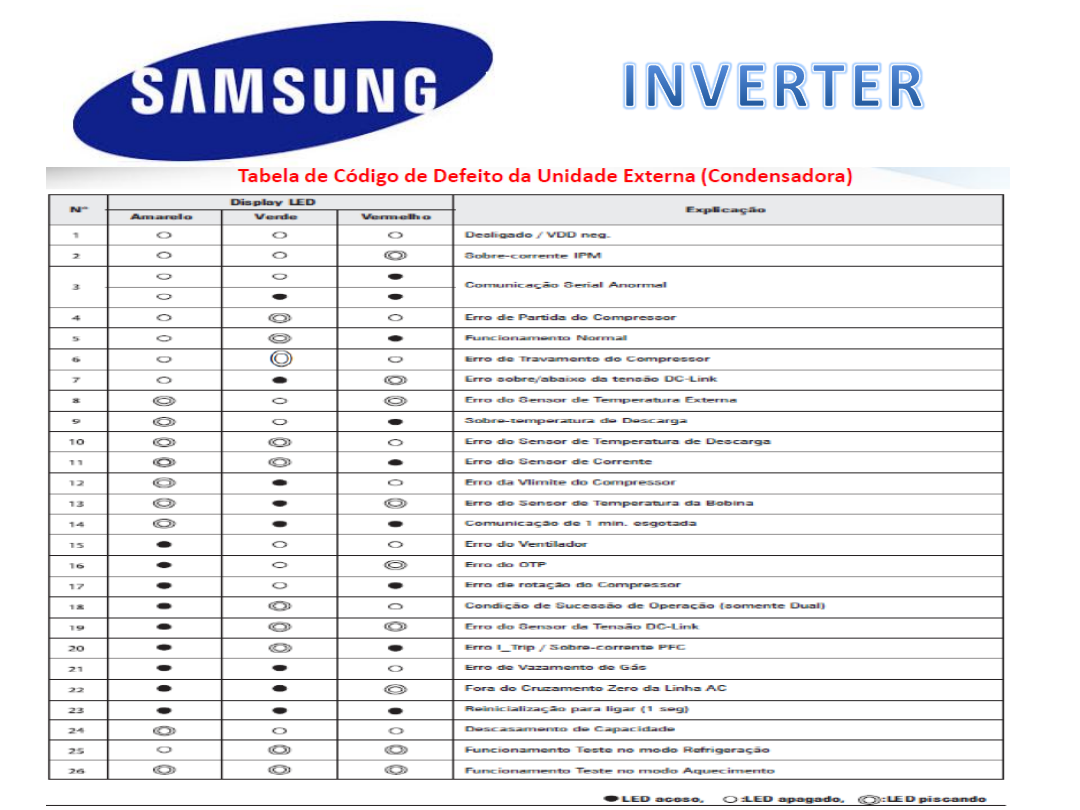 SAMSUNG
INVERTER
Tabela de Código de Defeito da Unidade Externa (Condensadora)
N° Display LED Explicação
Amarelo Verde Vermelho
1 ○ ○ ○ Desligado / VDD neg.
2 ○ ○ ◎ Sobre-corrente IPM
3 ○ ○ ● Comunicação Serial Anormal
○ ● ●
4 ○ ◎ ○ Erro de Partida do Compressor
5 ○ ◎ ● Funcionamento Normal
6 ○ ◎ ○ Erro de Travamento do Compressor
7 ○ ● ◎ Erro sobre/abaixo da tensão DC-Link
8 ◎ ○ ◎ Erro do Sensor de Temperatura Externa
9 ◎ ○ ● Sobre-temperatura de Descarga
10 ◎ ◎ ○ Erro do Sensor de Temperatura de Descarga
11 ◎ ◎ ● Erro do Sensor de Corrente
12 ◎ ● ○ Erro da Vlimite do Compressor
13 ◎ ● ◎ Erro do Sensor de Temperatura da Bobina
14 ◎ ● ● Comunicação de 1 min. esgotada
15 ● ○ ○ Erro do Ventilador
16 ● ○ ◎ Erro do OTP
17 ● ○ ● Erro de rotação do Compressor
18 ● ◎ ○ Condição de Sucessão de Operação (somente Dual)
19 ● ◎ ◎ Erro do Sensor da Tensão DC-Link
20 ● ◎ ● Erro I_Trip / Sobre-corrente PFC
21 ● ● ○ Erro de Vazamento de Gás
22 ● ● ◎ Fora do Cruzamento Zero da Linha AC
23 ● ● ● Reinicialização para ligar (1 seg)
24 ◎ ○ ○ Descasamento de Capacidade
25 ○ ◎ ◎ Funcionamento Teste no modo Refrigeração
26 ◎ ◎ ◎ Funcionamento Teste no modo Aquecimento
●LED aceso, ○:LED apagado, ◎:LED piscando